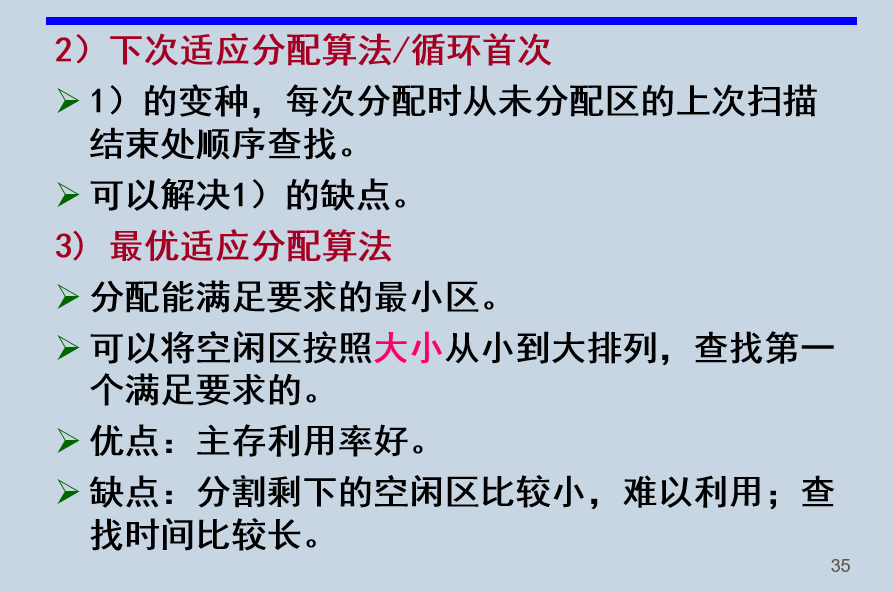 2）下次适应分配算法/循环首次
1）的变种，每次分配时从未分配区的上次扫描
结束处顺序查找。
可以解决1）的缺点。
3) 最优适应分配算法
分配能满足要求的最小区。
可以将空闲区按照大小从小到大排列，查找第一
个满足要求的。
优点：主存利用率好。
缺点：分割剩下的空闲区比较小，难以利用；查
找时间比较长。
35